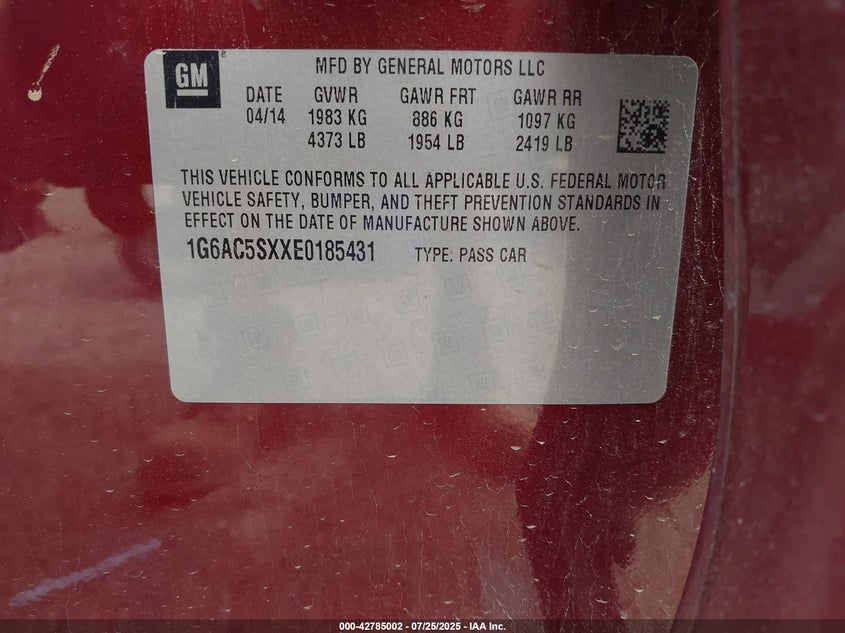 GM
MFD BY GENERAL MOTORS LLC
DATE GVWR GAWR FRT GAWR RR
04/14 1983 KG 886 KG 1097 KG
4373 LB 1954 LB 2419 LB
THIS VEHICLE CONFORMS TO ALL APPLICABLE U.S. FEDERAL MOTOR
VEHICLE SAFETY, BUMPER, AND THEFT PREVENTION STANDARDS IN
EFFECT ON THE DATE OF MANUFACTURE SHOWN ABOVE.
1G6AC5SXXE0185431 TYPE: PASS CAR
000-42785002 - 07/25/2025 - IAA Inc.